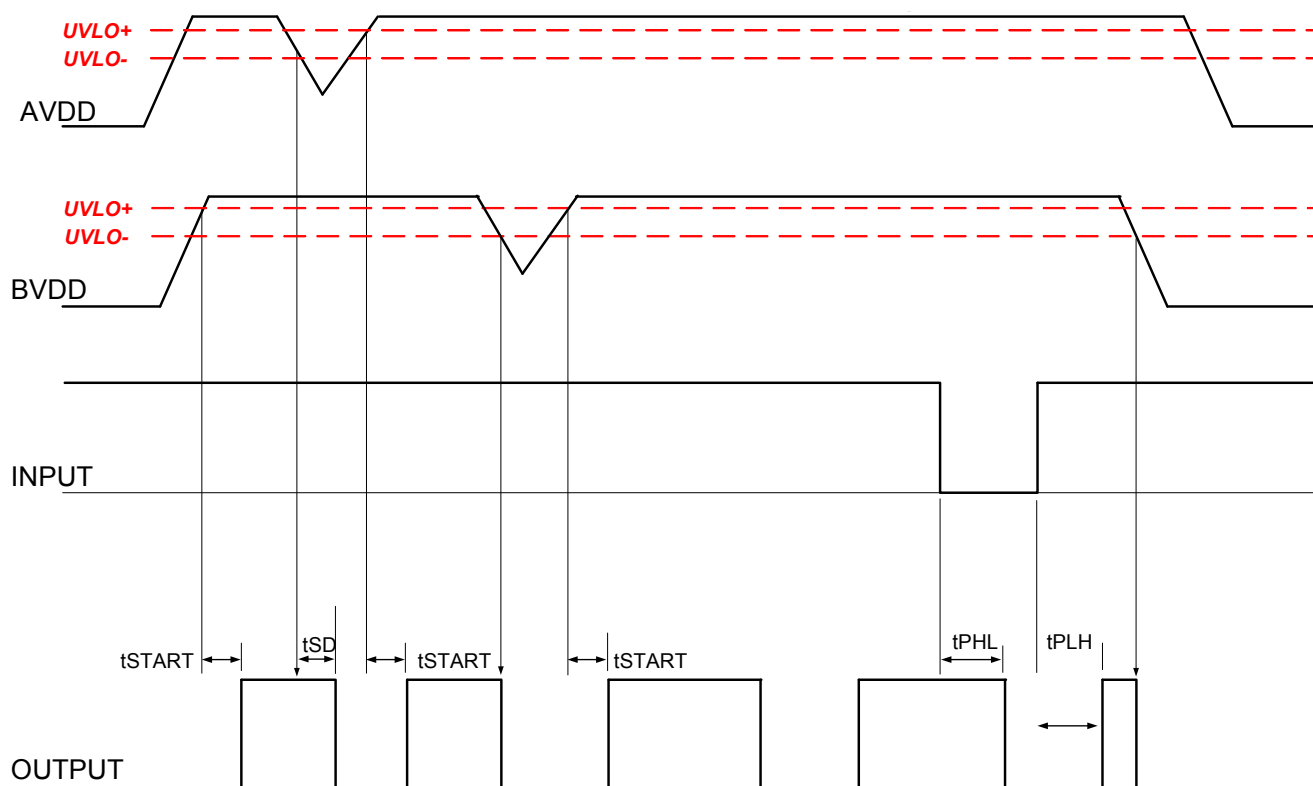 UVLO+
UVLO-
AVDD
UVLO+
UVLO-
BVDD
INPUT
tSTART
tSD
tSTART
tSTART
tPHL
tPLH
OUTPUT